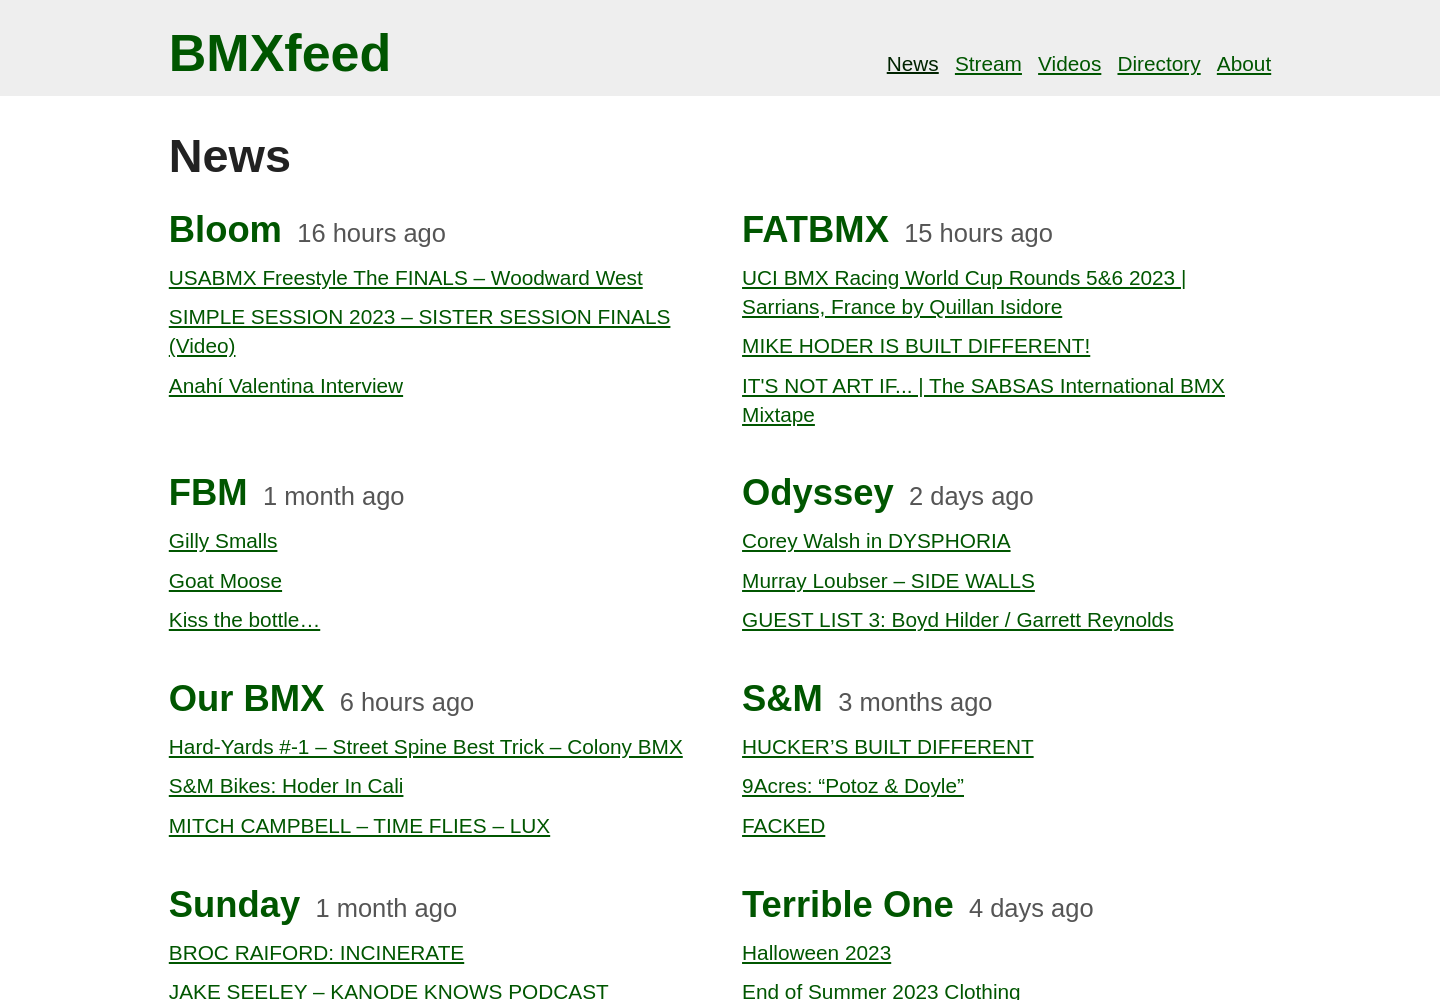 BMXfeed
News Stream Videos Directory About
News
Bloom 16 hours ago
USABMX Freestyle The FINALS – Woodward West
SIMPLE SESSION 2023 – SISTER SESSION FINALS
(Video)
Anahí Valentina Interview
FATBMX 15 hours ago
UCI BMX Racing World Cup Rounds 5&6 2023 |
Sarrians, France by Quillan Isidore
MIKE HODER IS BUILT DIFFERENT!
IT'S NOT ART IF... | The SABSAS International BMX
Mixtape
FBM 1 month ago
Gilly Smalls
Goat Moose
Kiss the bottle…
Odyssey 2 days ago
Corey Walsh in DYSPHORIA
Murray Loubser – SIDE WALLS
GUEST LIST 3: Boyd Hilder / Garrett Reynolds
Our BMX 6 hours ago
Hard-Yards #-1 – Street Spine Best Trick – Colony BMX
S&M Bikes: Hoder In Cali
MITCH CAMPBELL – TIME FLIES – LUX
S&M 3 months ago
HUCKER’S BUILT DIFFERENT
9Acres: “Potoz & Doyle”
FACKED
Sunday 1 month ago
BROC RAIFORD: INCINERATE
JAKE SEELEY – KANODE KNOWS PODCAST
Terrible One 4 days ago
Halloween 2023
End of Summer 2023 Clothing